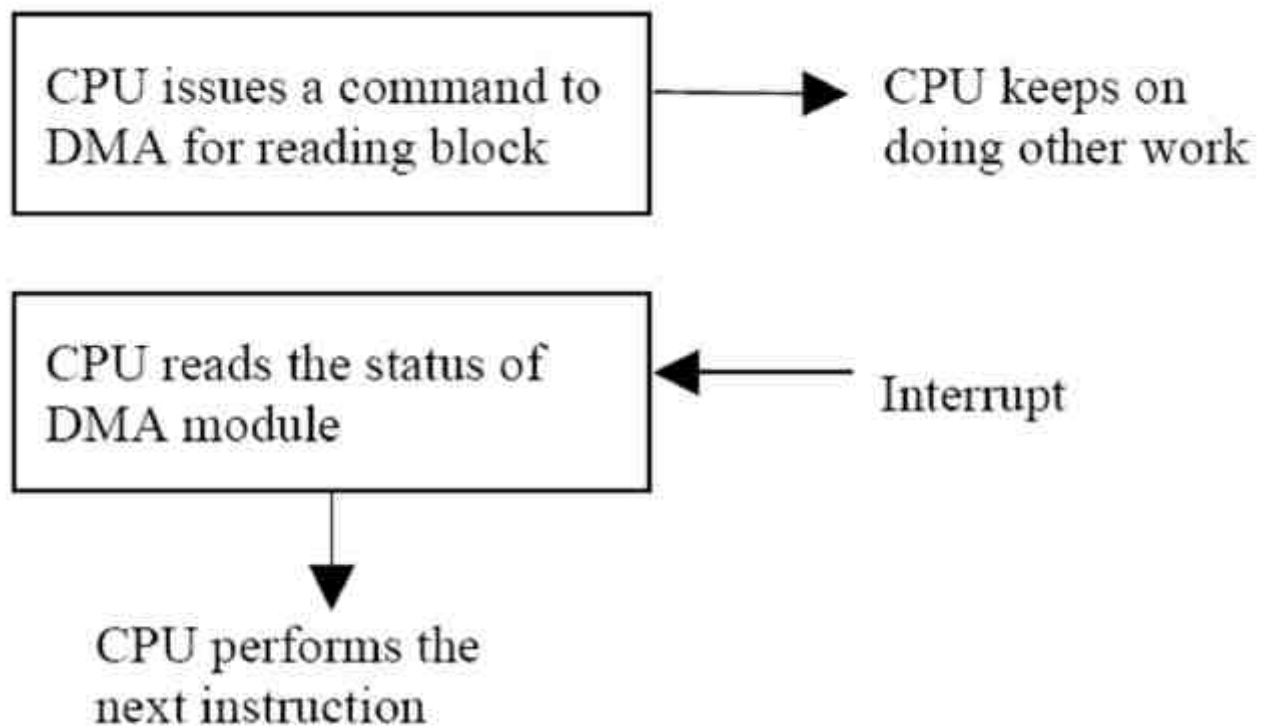 CPU issues a command to
DMA for reading block
CPU keeps on
doing other work
CPU reads the status of
DMA module
Interrupt
CPU performs the
next instruction